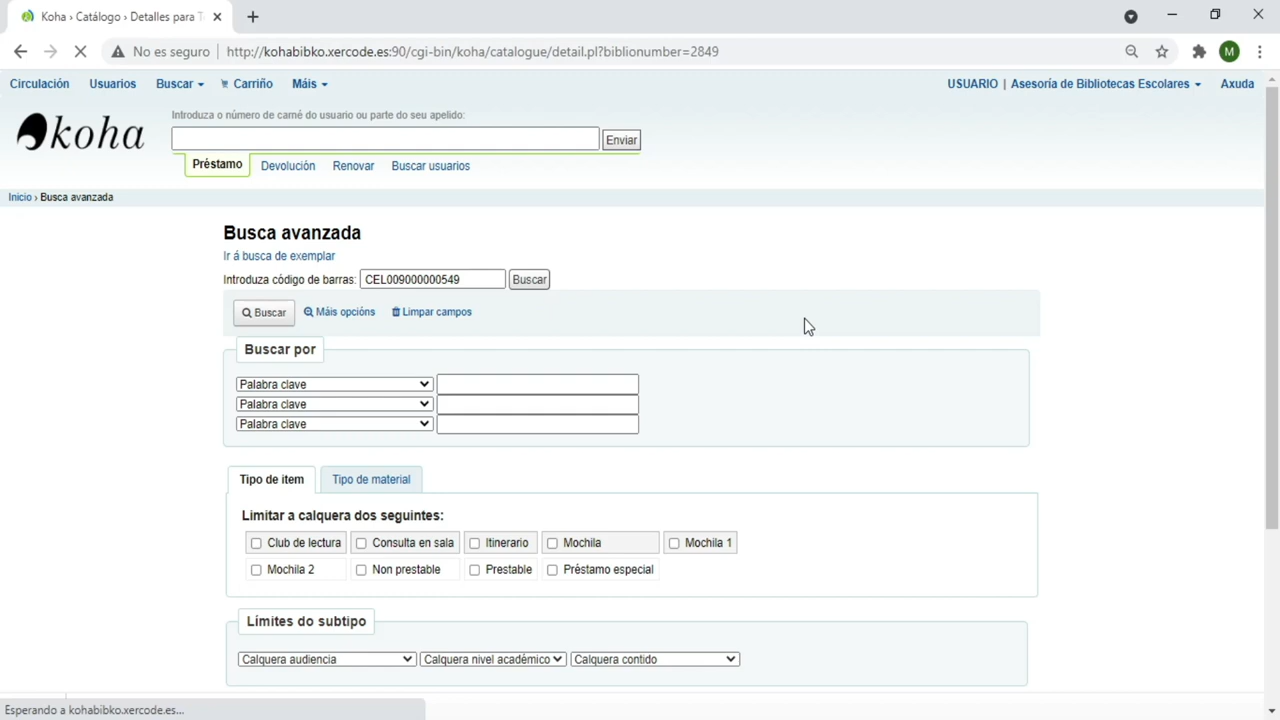 Koha › Catálogo › Detalles para T
No es seguro
http://kohabibko.xercode.es:90/cgi-bin/koha/catalogue/detail.pl?biblionumber=2849
M
Circulación Usuarios Buscar Carriño Máis USUARIO | Asesoría de Bibliotecas Escolares Axuda
koha
Introduza o número de carné do usuario ou parte do seu apelido:
Enviar
Préstamo Devolución Renovar Buscar usuarios
Inicio › Busca avanzada
Busca avanzada
Ir á busca de exemplar
Introduza código de barras: CEL009000000549 Buscar
Buscar Máis opcións Limpar campos
Buscar por
Palabra clave
Palabra clave
Palabra clave
Tipo de item Tipo de material
Limitar a calquera dos seguintes:
Club de lectura Consulta en sala Itinerario Mochila Mochila 1
Mochila 2 Non prestable Prestable Préstamo especial
Límites do subtipo
Calquera audiencia Calquera nivel académico Calquera contido
Esperando a kohabibko.xercode.es...